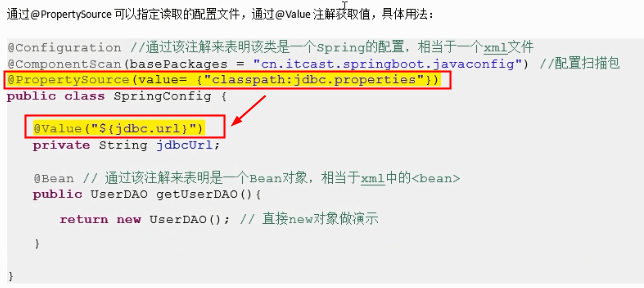 通过@PropertySource 可以指定读取的配置文件，通过@Value 注解获取值，具体用法：
@Configuration //通过该注解来表明该类是一个Spring的配置，相当于一个xml文件
@ComponentScan(basePackages = "cn.itcast.springboot.javaconfig") //配置扫描包
@PropertySource(value= {"classpath:jdbc.properties"})
public class SpringConfig {
@Value("${jdbc.url}")
private String jdbcUrl;
@Bean // 通过该注解来表明是一个Bean对象，相当于xml中的<bean>
public UserDAO getUserDAO(){
return new UserDAO(); // 直接new对象做演示
}
}